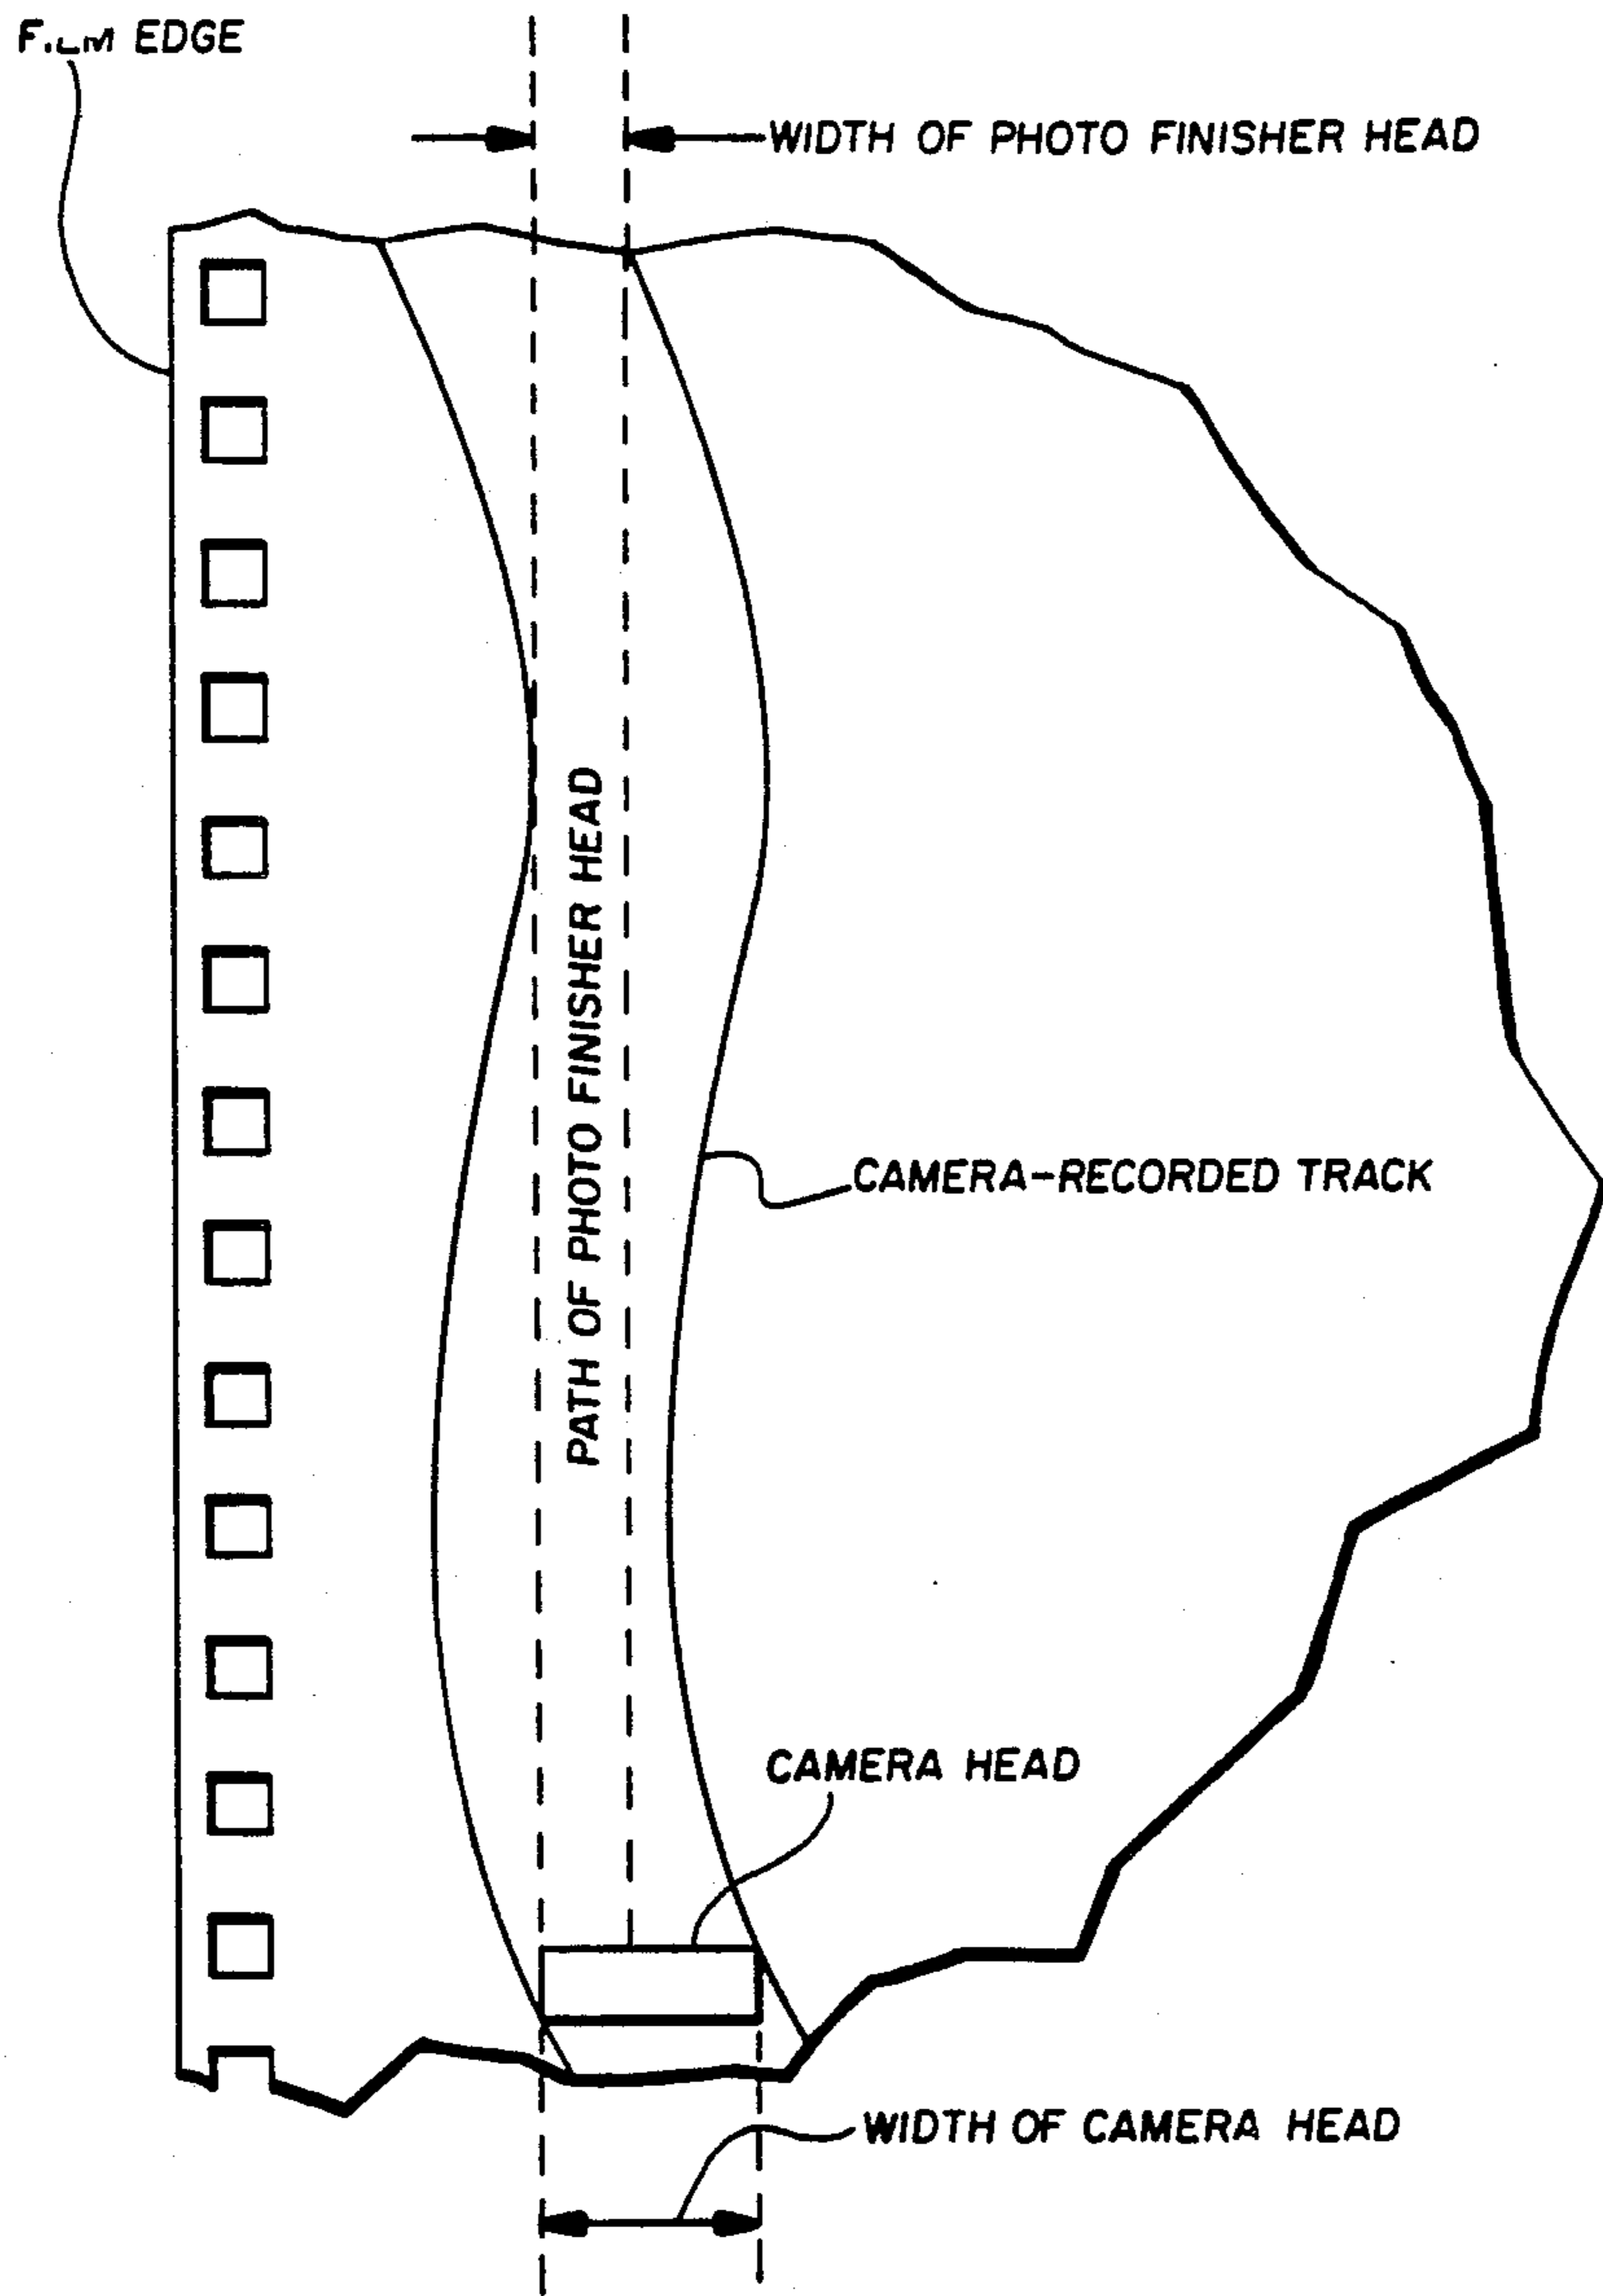 FILM EDGE
WIDTH OF PHOTO FINISHER HEAD
PATH OF PHOTO FINISHER HEAD
CAMERA-RECORDED TRACK
CAMERA HEAD
WIDTH OF CAMERA HEAD